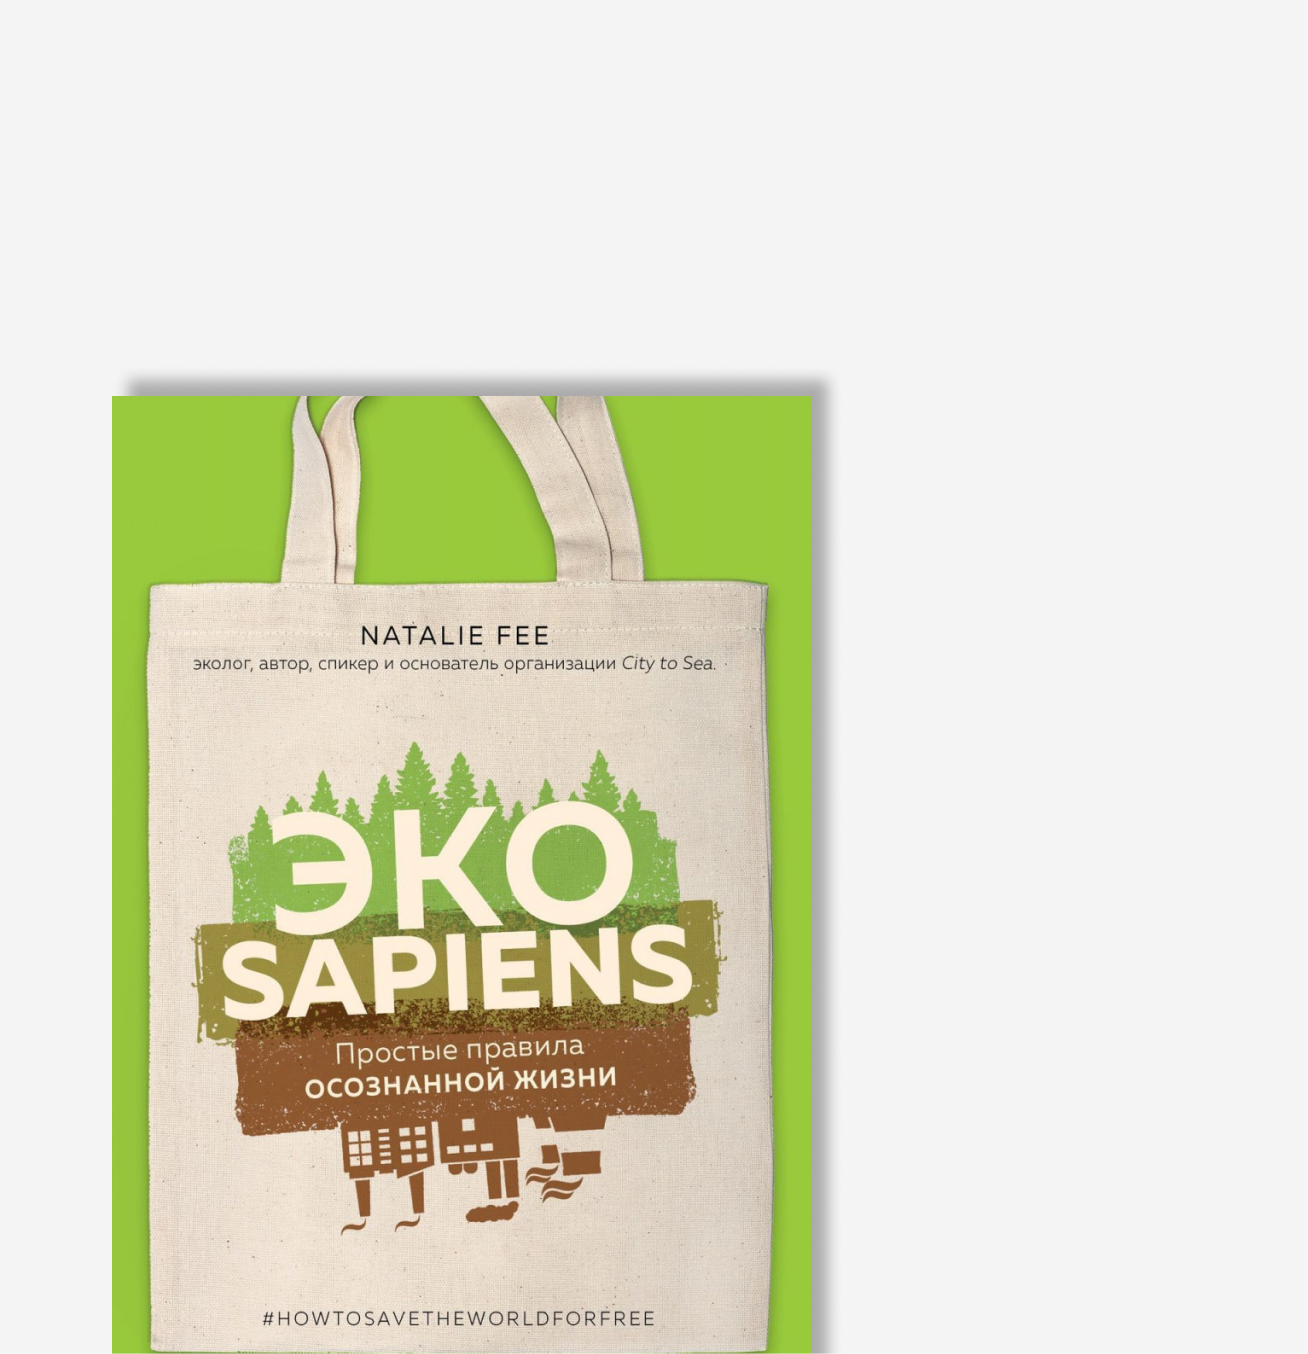 NATALIE FEE
эколог, автор, спикер и основатель организации City to Sea.
ЭКО
SAPIENS
Простые правила
ОСОЗНАННОЙ ЖИЗНИ
#HOWTOSAVETHEWORLDFORFREE